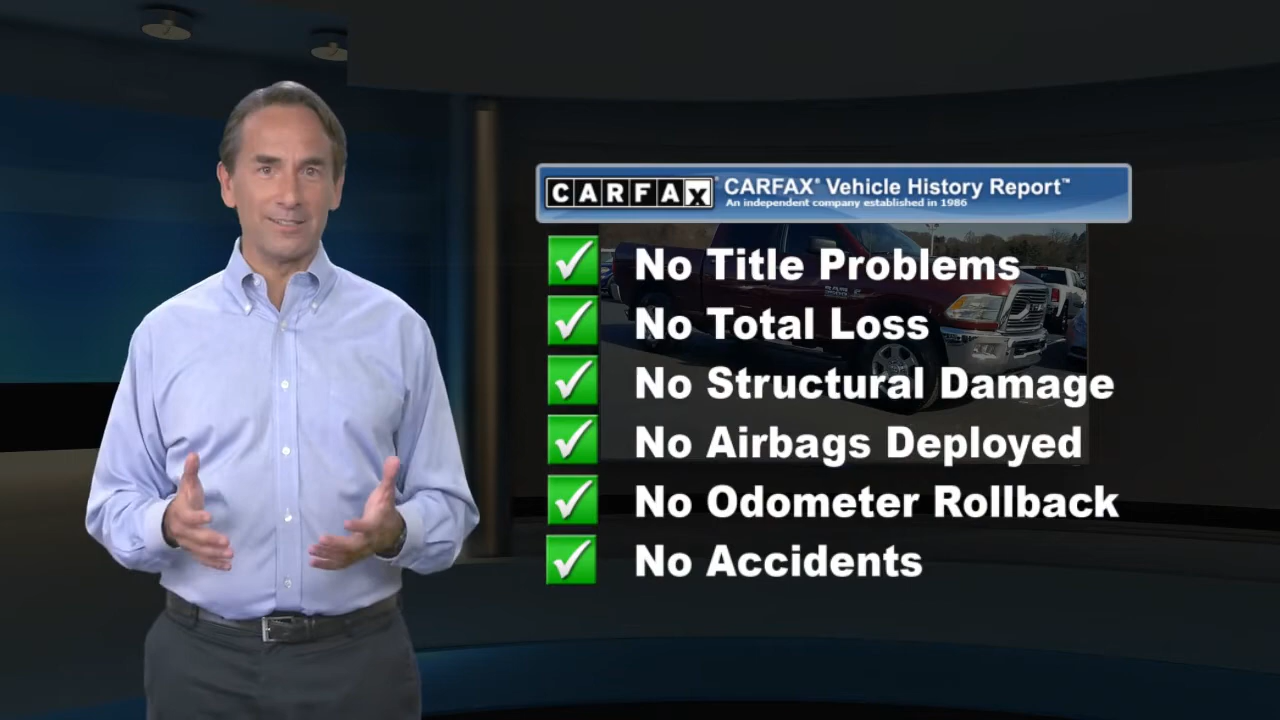 CARFAX
CARFAX® Vehicle History Report™
An independent company established in 1986
No Title Problems
No Total Loss
No Structural Damage
No Airbags Deployed
No Odometer Rollback
No Accidents